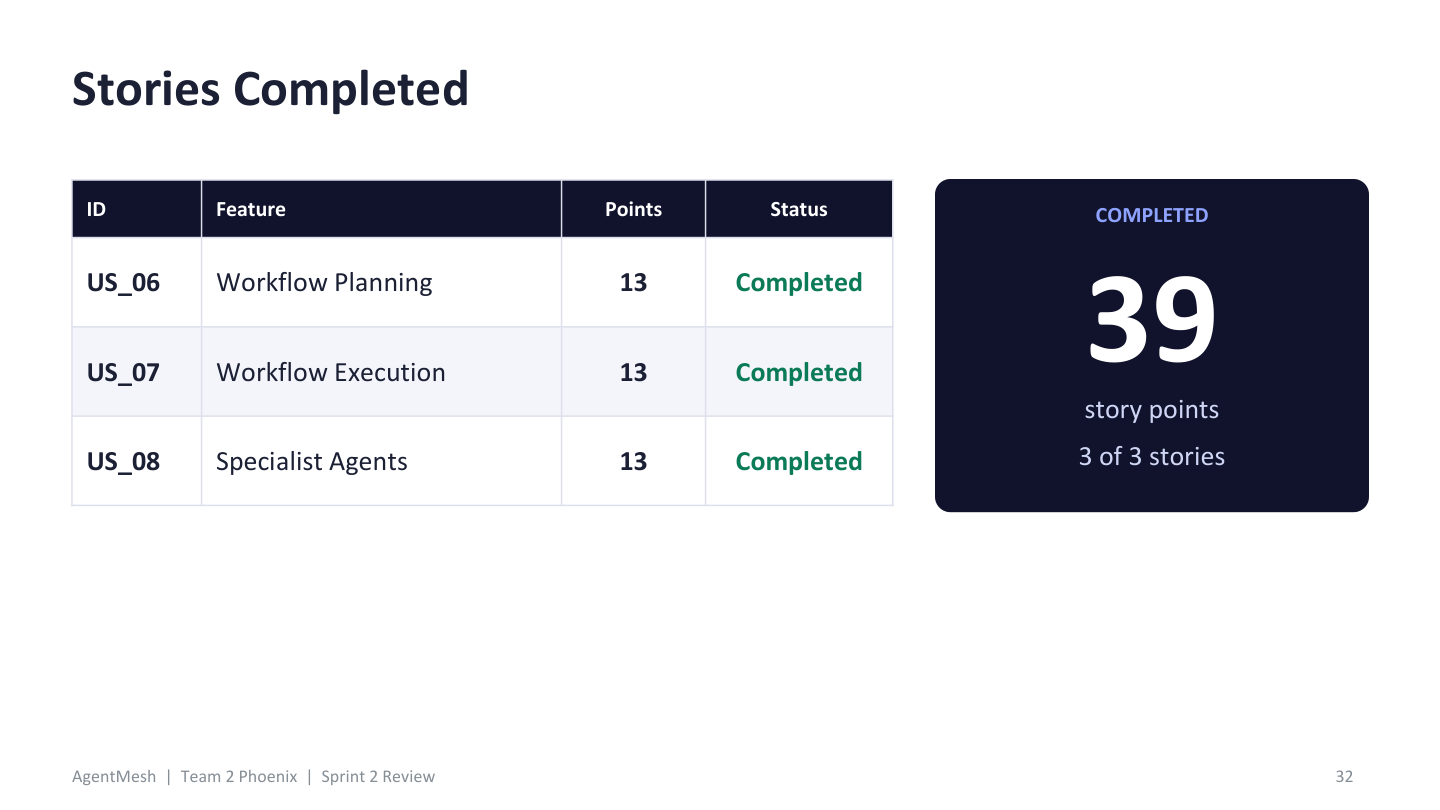 Stories Completed
ID Feature Points Status
US_06 Workflow Planning 13 Completed
US_07 Workflow Execution 13 Completed
US_08 Specialist Agents 13 Completed
COMPLETED
39
story points
3 of 3 stories
AgentMesh | Team 2 Phoenix | Sprint 2 Review
32